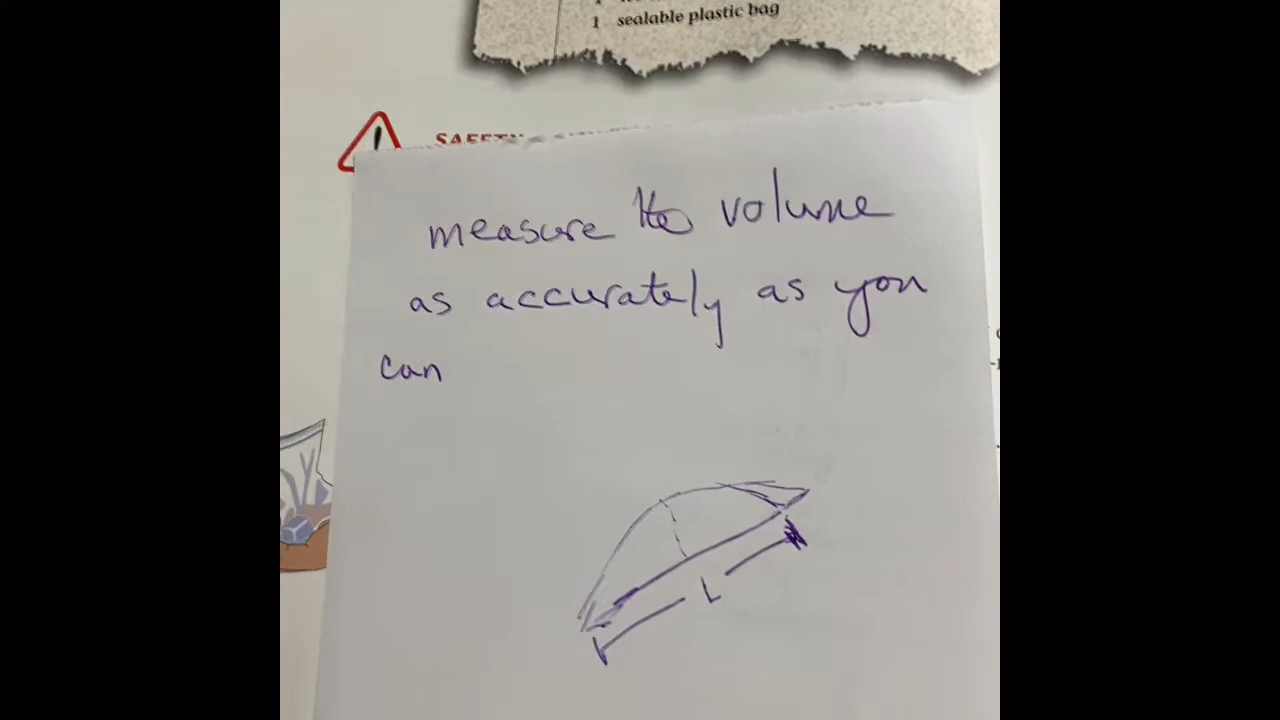 1 sealable plastic bag
SAFETY
measure the volume
as accurately as you
can
L